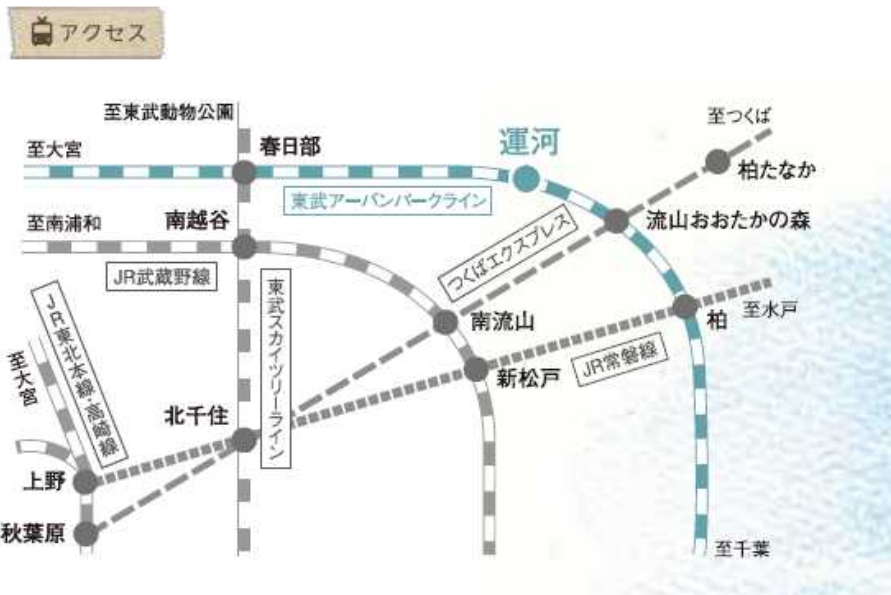 アクセス
至東武動物公園
至つくば
至大宮
春日部
運河
柏たなか
東武アーバンパークライン
至南浦和
南越谷
流山おおたかの森
つくばエクスプレス
JR武蔵野線
東武スカイツリーライン
JR東北本線・高崎線
至水戸
南流山
柏
至大宮
新松戸
JR常磐線
北千住
上野
秋葉原
至千葉